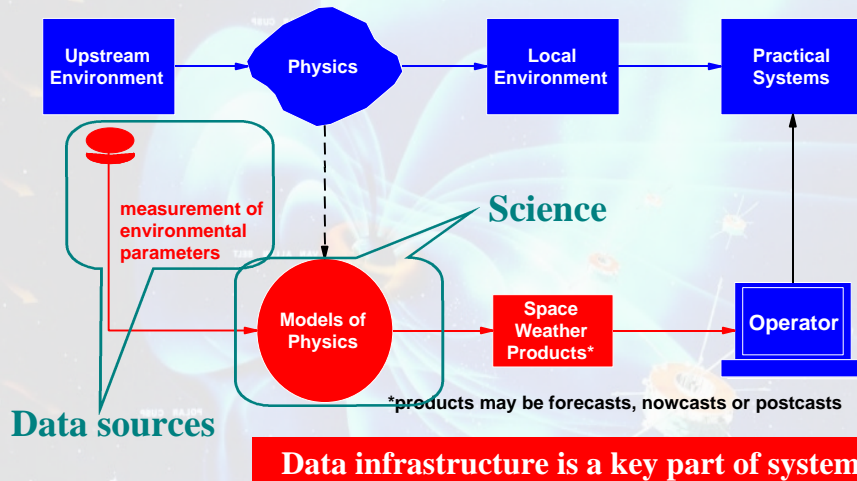 Upstream
Environment
Physics
Local
Environment
Practical
Systems
measurement of
environmental
parameters
Science
Models of
Physics
Space
Weather
Products*
Operator
*products may be forecasts, nowcasts or postcasts
Data sources
Data infrastructure is a key part of system